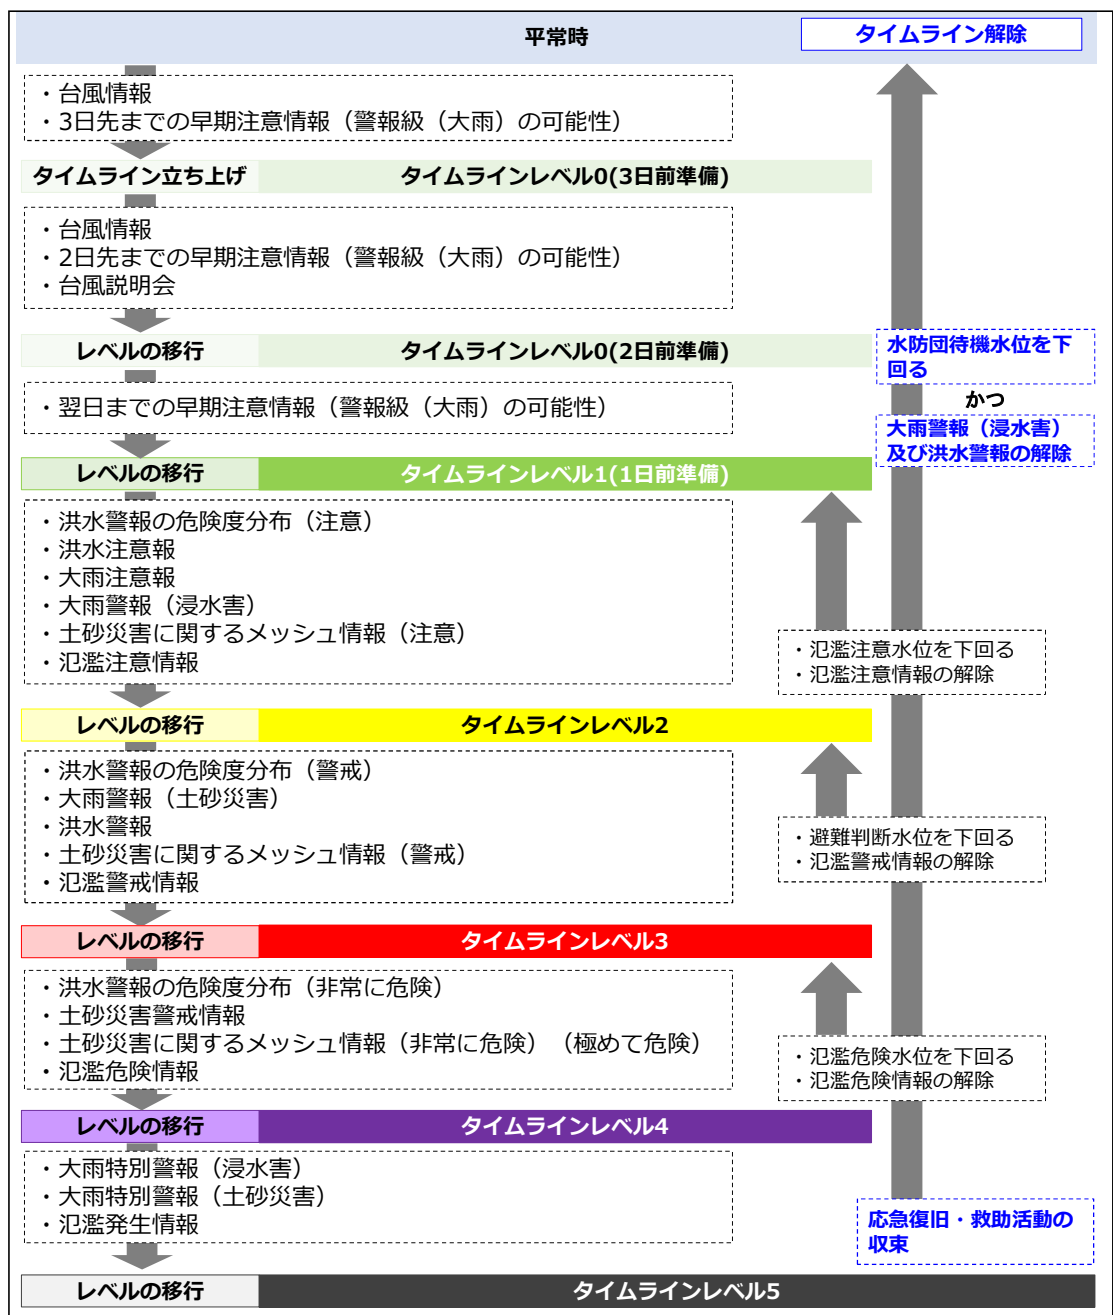 平常時
タイムライン解除
・台風情報
・3日先までの早期注意情報（警報級（大雨）の可能性）
タイムライン立ち上げ
タイムラインレベル0(3日前準備)
・台風情報
・2日先までの早期注意情報（警報級（大雨）の可能性）
・台風説明会
レベルの移行
タイムラインレベル0(2日前準備)
水防団待機水位を下
回る
かつ
大雨警報（浸水害）
及び洪水警報の解除
・翌日までの早期注意情報（警報級（大雨）の可能性）
レベルの移行
タイムラインレベル1(1日前準備)
・洪水警報の危険度分布（注意）
・洪水注意報
・大雨注意報
・大雨警報（浸水害）
・土砂災害に関するメッシュ情報（注意）
・氾濫注意情報
・氾濫注意水位を下回る
・氾濫注意情報の解除
レベルの移行
タイムラインレベル2
・洪水警報の危険度分布（警戒）
・大雨警報（土砂災害）
・洪水警報
・土砂災害に関するメッシュ情報（警戒）
・氾濫警戒情報
・避難判断水位を下回る
・氾濫警戒情報の解除
レベルの移行
タイムラインレベル3
・洪水警報の危険度分布（非常に危険）
・土砂災害警戒情報
・土砂災害に関するメッシュ情報（非常に危険）（極めて危険）
・氾濫危険情報
・氾濫危険水位を下回る
・氾濫危険情報の解除
レベルの移行
タイムラインレベル4
・大雨特別警報（浸水害）
・大雨特別警報（土砂災害）
・氾濫発生情報
応急復旧・救助活動の
収束
レベルの移行
タイムラインレベル5